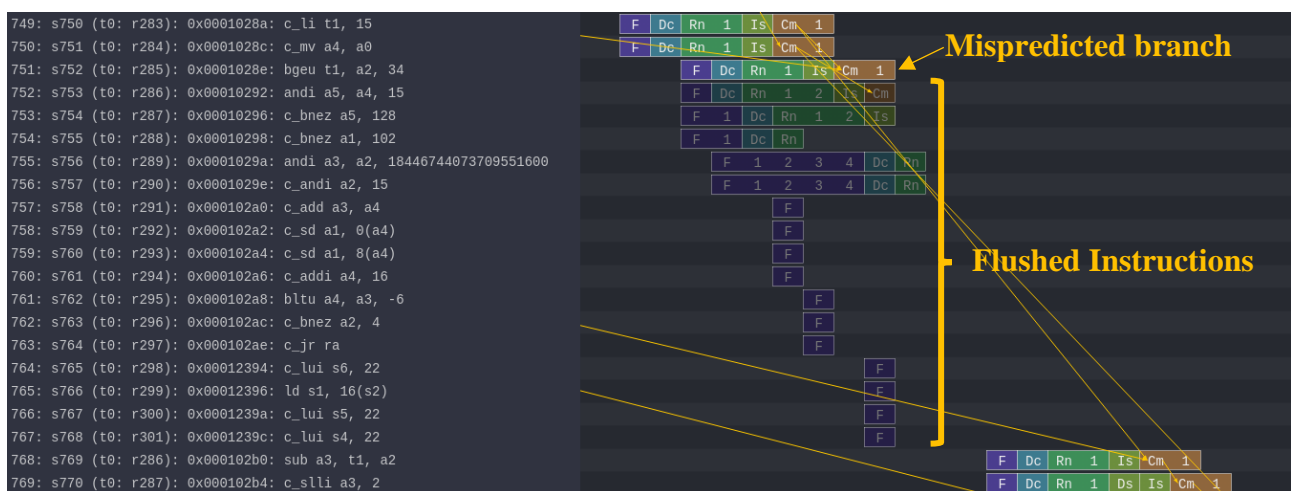 749: s750 (t0: r283): 0x0001028a: c_li t1, 15 F Dc Rn 1 Is Cm 1
750: s751 (t0: r284): 0x0001028c: c_mv a4, a0 F Dc Rn 1 Is Cm 1
Mispredicted branch
751: s752 (t0: r285): 0x0001028e: bgeu t1, a2, 34 F Dc Rn 1 Is Cm 1
752: s753 (t0: r286): 0x00010292: andi a5, a4, 15 F Dc Rn 1 2 Is Cm
753: s754 (t0: r287): 0x00010296: c_bnez a5, 128 F 1 Dc Rn 1 2 Is
754: s755 (t0: r288): 0x00010298: c_bnez a1, 102 F 1 Dc Rn
755: s756 (t0: r289): 0x0001029a: andi a3, a2, 18446744073709551600 F 1 2 3 4 Dc Rn
756: s757 (t0: r290): 0x0001029e: c_andi a2, 15 F 1 2 3 4 Dc Rn
757: s758 (t0: r291): 0x000102a0: c_add a3, a4 F
758: s759 (t0: r292): 0x000102a2: c_sd a1, 0(a4) F
759: s760 (t0: r293): 0x000102a4: c_sd a1, 8(a4) F
Flushed Instructions
760: s761 (t0: r294): 0x000102a6: c_addi a4, 16 F
761: s762 (t0: r295): 0x000102a8: bltu a4, a3, -6 F
762: s763 (t0: r296): 0x000102ac: c_bnez a2, 4 F
763: s764 (t0: r297): 0x000102ae: c_jr ra F
764: s765 (t0: r298): 0x00012394: c_lui s6, 22 F
765: s766 (t0: r299): 0x00012396: ld s1, 16(s2) F
766: s767 (t0: r300): 0x0001239a: c_lui s5, 22 F
767: s768 (t0: r301): 0x0001239c: c_lui s4, 22 F
768: s769 (t0: r286): 0x000102b0: sub a3, t1, a2 F Dc Rn 1 Is Cm 1
769: s770 (t0: r287): 0x000102b4: c_slli a3, 2 F Dc Rn 1 Ds Is Cm 1